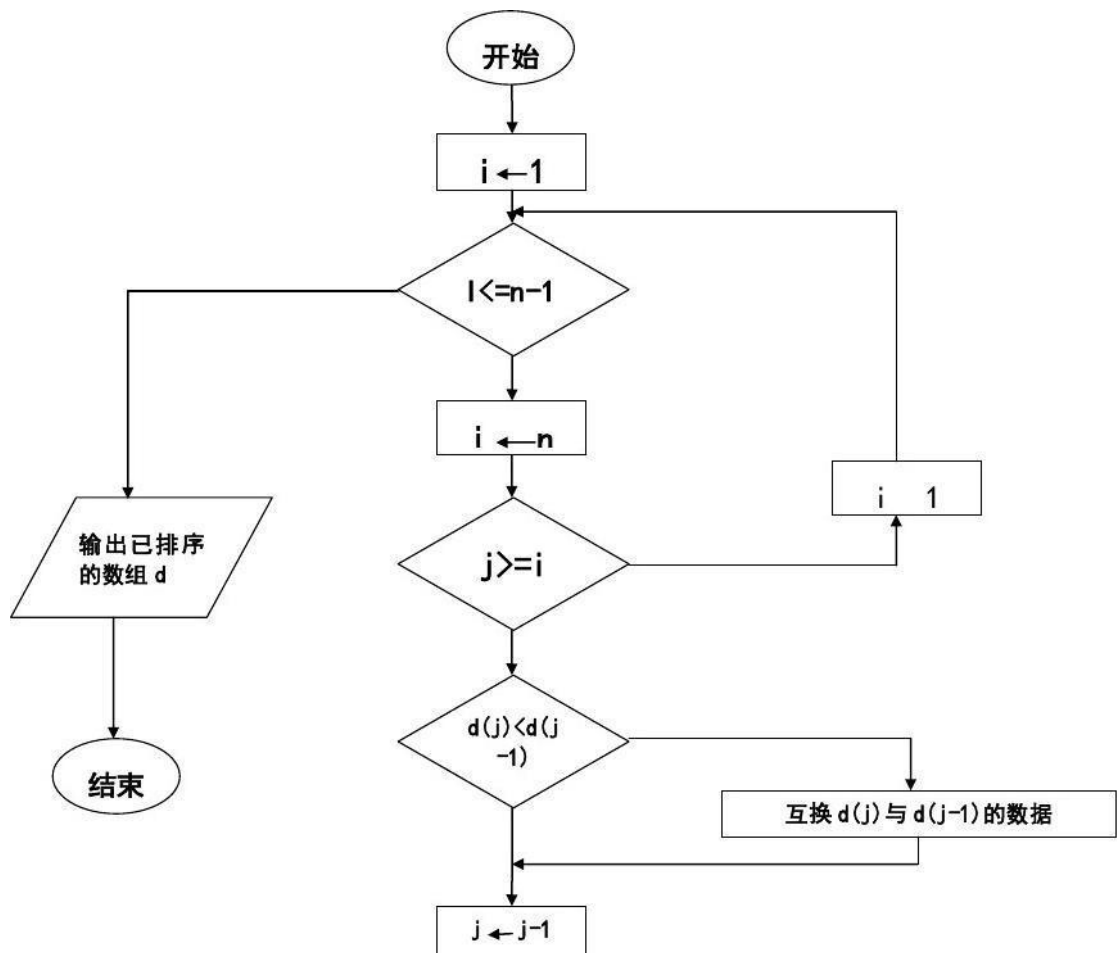 开始
i ←1
I<=n-1
i ←n
i 1
j>=i
输出已排序
的数组 d
d(j)<d(j
-1)
结束
互换 d(j)与 d(j-1)的数据
j← j-1